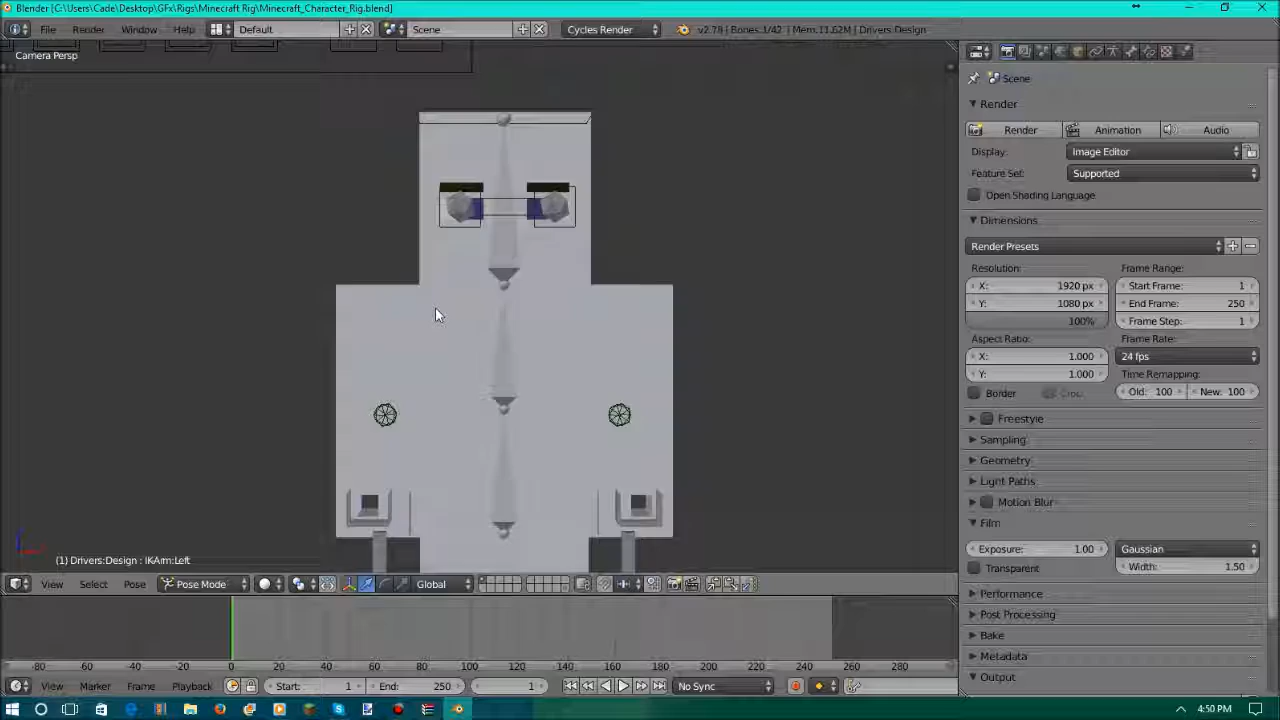 Blender [C:\Users\Cade\Desktop\GFx\Rigs\Minecraft Rig\Minecraft_Character_Rig.blend]
File Render Window Help Default Scene Cycles Render v2.78 | Bones:1/42 | Mem:11.62M | Drivers:Design
Camera Persp
Scene
Render
Render Animation Audio
Display: Image Editor
Feature Set: Supported
Open Shading Language
Dimensions
Render Presets
Resolution: Frame Range:
X: 1920 px Start Frame: 1
Y: 1080 px End Frame: 250
100% Frame Step: 1
Aspect Ratio: Frame Rate:
X: 1.000 24 fps
Y: 1.000 Time Remapping:
Border Crop Old: 100 New: 100
Freestyle
Sampling
Geometry
Light Paths
Motion Blur
Film
Exposure: 1.00 Gaussian
Transparent Width: 1.50
Performance
Post Processing
Bake
Metadata
Output
(1) Drivers:Design : IKArm:Left
View Select Pose Pose Mode Global
-80 -60 -40 -20 0 20 40 60 80 100 120 140 160 180 200 220 240 260 280
View Marker Frame Playback Start: 1 End: 250 1 No Sync
4:50 PM